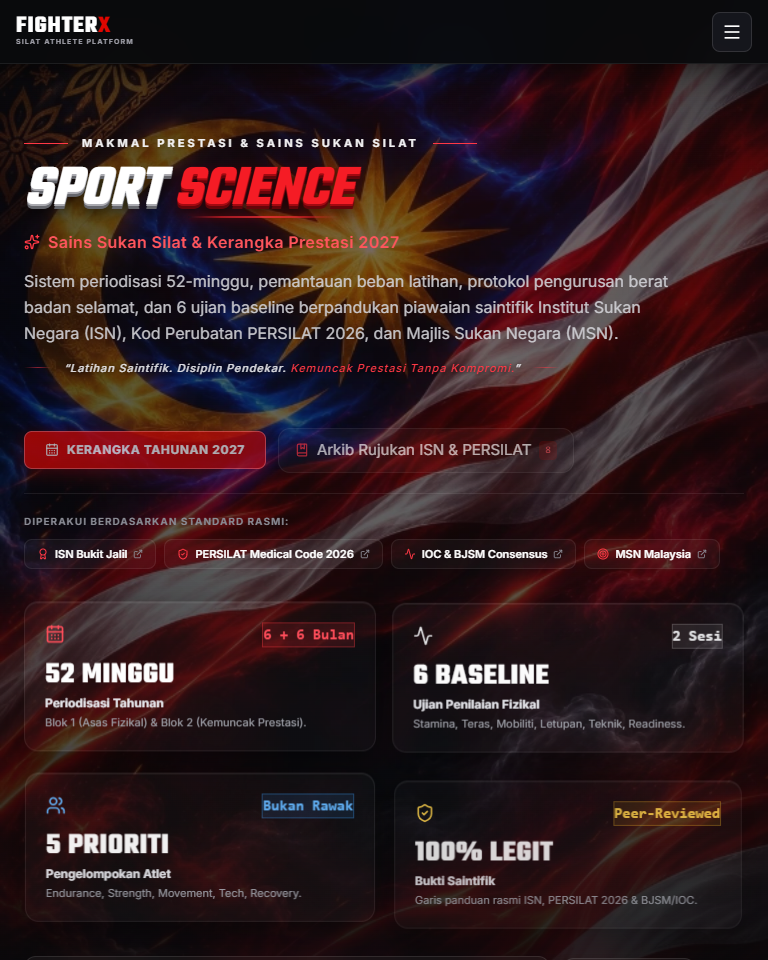 FIGHTERX
SILAT ATHLETE PLATFORM
MAKMAL PRESTASI & SAINS SUKAN SILAT
SPORT SCIENCE
Sains Sukan Silat & Kerangka Prestasi 2027
Sistem periodisasi 52-minggu, pemantauan beban latihan, protokol pengurusan berat
badan selamat, dan 6 ujian baseline berpandukan piawaian saintifik Institut Sukan
Negara (ISN), Kod Perubatan PERSILAT 2026, dan Majlis Sukan Negara (MSN).
"Latihan Saintifik. Disiplin Pendekar. Kemuncak Prestasi Tanpa Kompromi."
KERANGKA TAHUNAN 2027
Arkib Rujukan ISN & PERSILAT 8
DIPERAKUI BERDASARKAN STANDARD RASMI:
ISN Bukit Jalil
PERSILAT Medical Code 2026
IOC & BJSM Consensus
MSN Malaysia
6 + 6 Bulan
52 MINGGU
Periodisasi Tahunan
Blok 1 (Asas Fizikal) & Blok 2 (Kemuncak Prestasi).
2 Sesi
6 BASELINE
Ujian Penilaian Fizikal
Stamina, Teras, Mobiliti, Letupan, Teknik, Readiness.
Bukan Rawak
5 PRIORITI
Pengelompokan Atlet
Endurance, Strength, Movement, Tech, Recovery.
Peer-Reviewed
100% LEGIT
Bukti Saintifik
Garis panduan rasmi ISN, PERSILAT 2026 & BJSM/IOC.